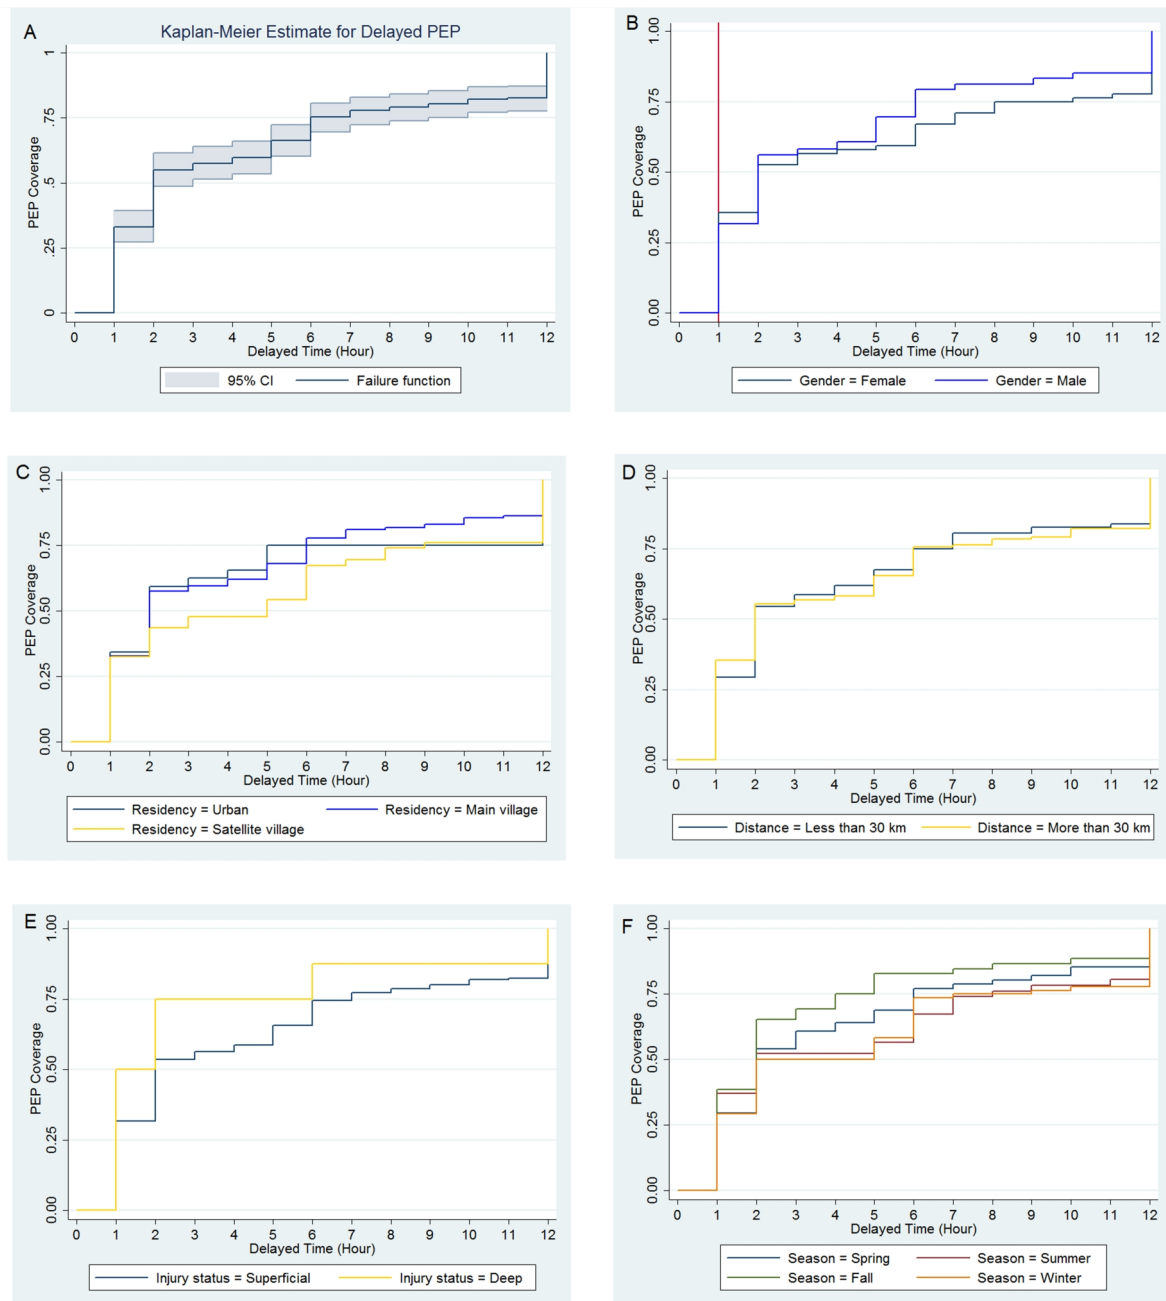 A
Kaplan-Meier Estimate for Delayed PEP
PEP Coverage
1
.75
.5
.25
0
0 1 2 3 4 5 6 7 8 9 10 11 12
Delayed Time (Hour)
95% CI Failure function
B
PEP Coverage
1.00
0.75
0.50
0.25
0.00
0 1 2 3 4 5 6 7 8 9 10 11 12
Delayed Time (Hour)
Gender = Female Gender = Male
C
PEP Coverage
1.00
0.75
0.50
0.25
0.00
0 1 2 3 4 5 6 7 8 9 10 11 12
Delayed Time (Hour)
Residency = Urban Residency = Main village
Residency = Satellite village
D
PEP Coverage
1.00
0.75
0.50
0.25
0.00
0 1 2 3 4 5 6 7 8 9 10 11 12
Delayed Time (Hour)
Distance = Less than 30 km Distance = More than 30 km
E
PEP Coverage
1.00
0.75
0.50
0.25
0.00
0 1 2 3 4 5 6 7 8 9 10 11 12
Delayed Time (Hour)
Injury status = Superficial Injury status = Deep
F
PEP Coverage
1.00
0.75
0.50
0.25
0.00
0 1 2 3 4 5 6 7 8 9 10 11 12
Delayed Time (Hour)
Season = Spring Season = Summer
Season = Fall Season = Winter